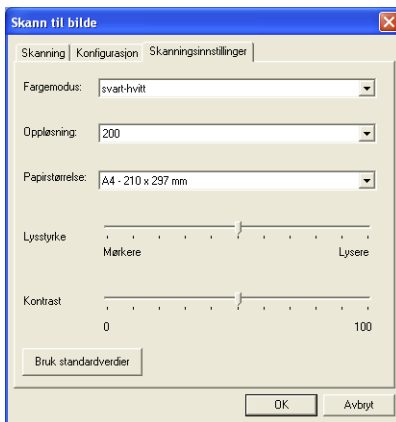 Skann til bilde
Skanning Konfigurasjon Skanningsinnstillinger
Fargemodus: svart-hvitt
Oppløsning: 200
Papirstørrelse: A4 - 210 x 297 mm
Lysstyrke
Mørkere Lysere
Kontrast
0 100
Bruk standardverdier
OK Avbryt